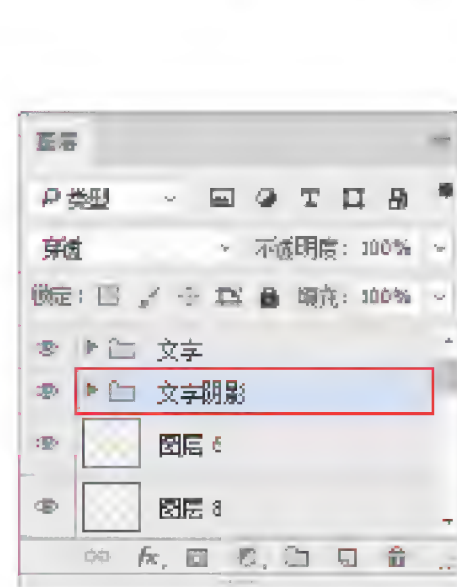 图层
类型
穿透 不透明度: 100%
锁定: 填充: 100%
文字
文字阴影
图层 6
图层 8
fx